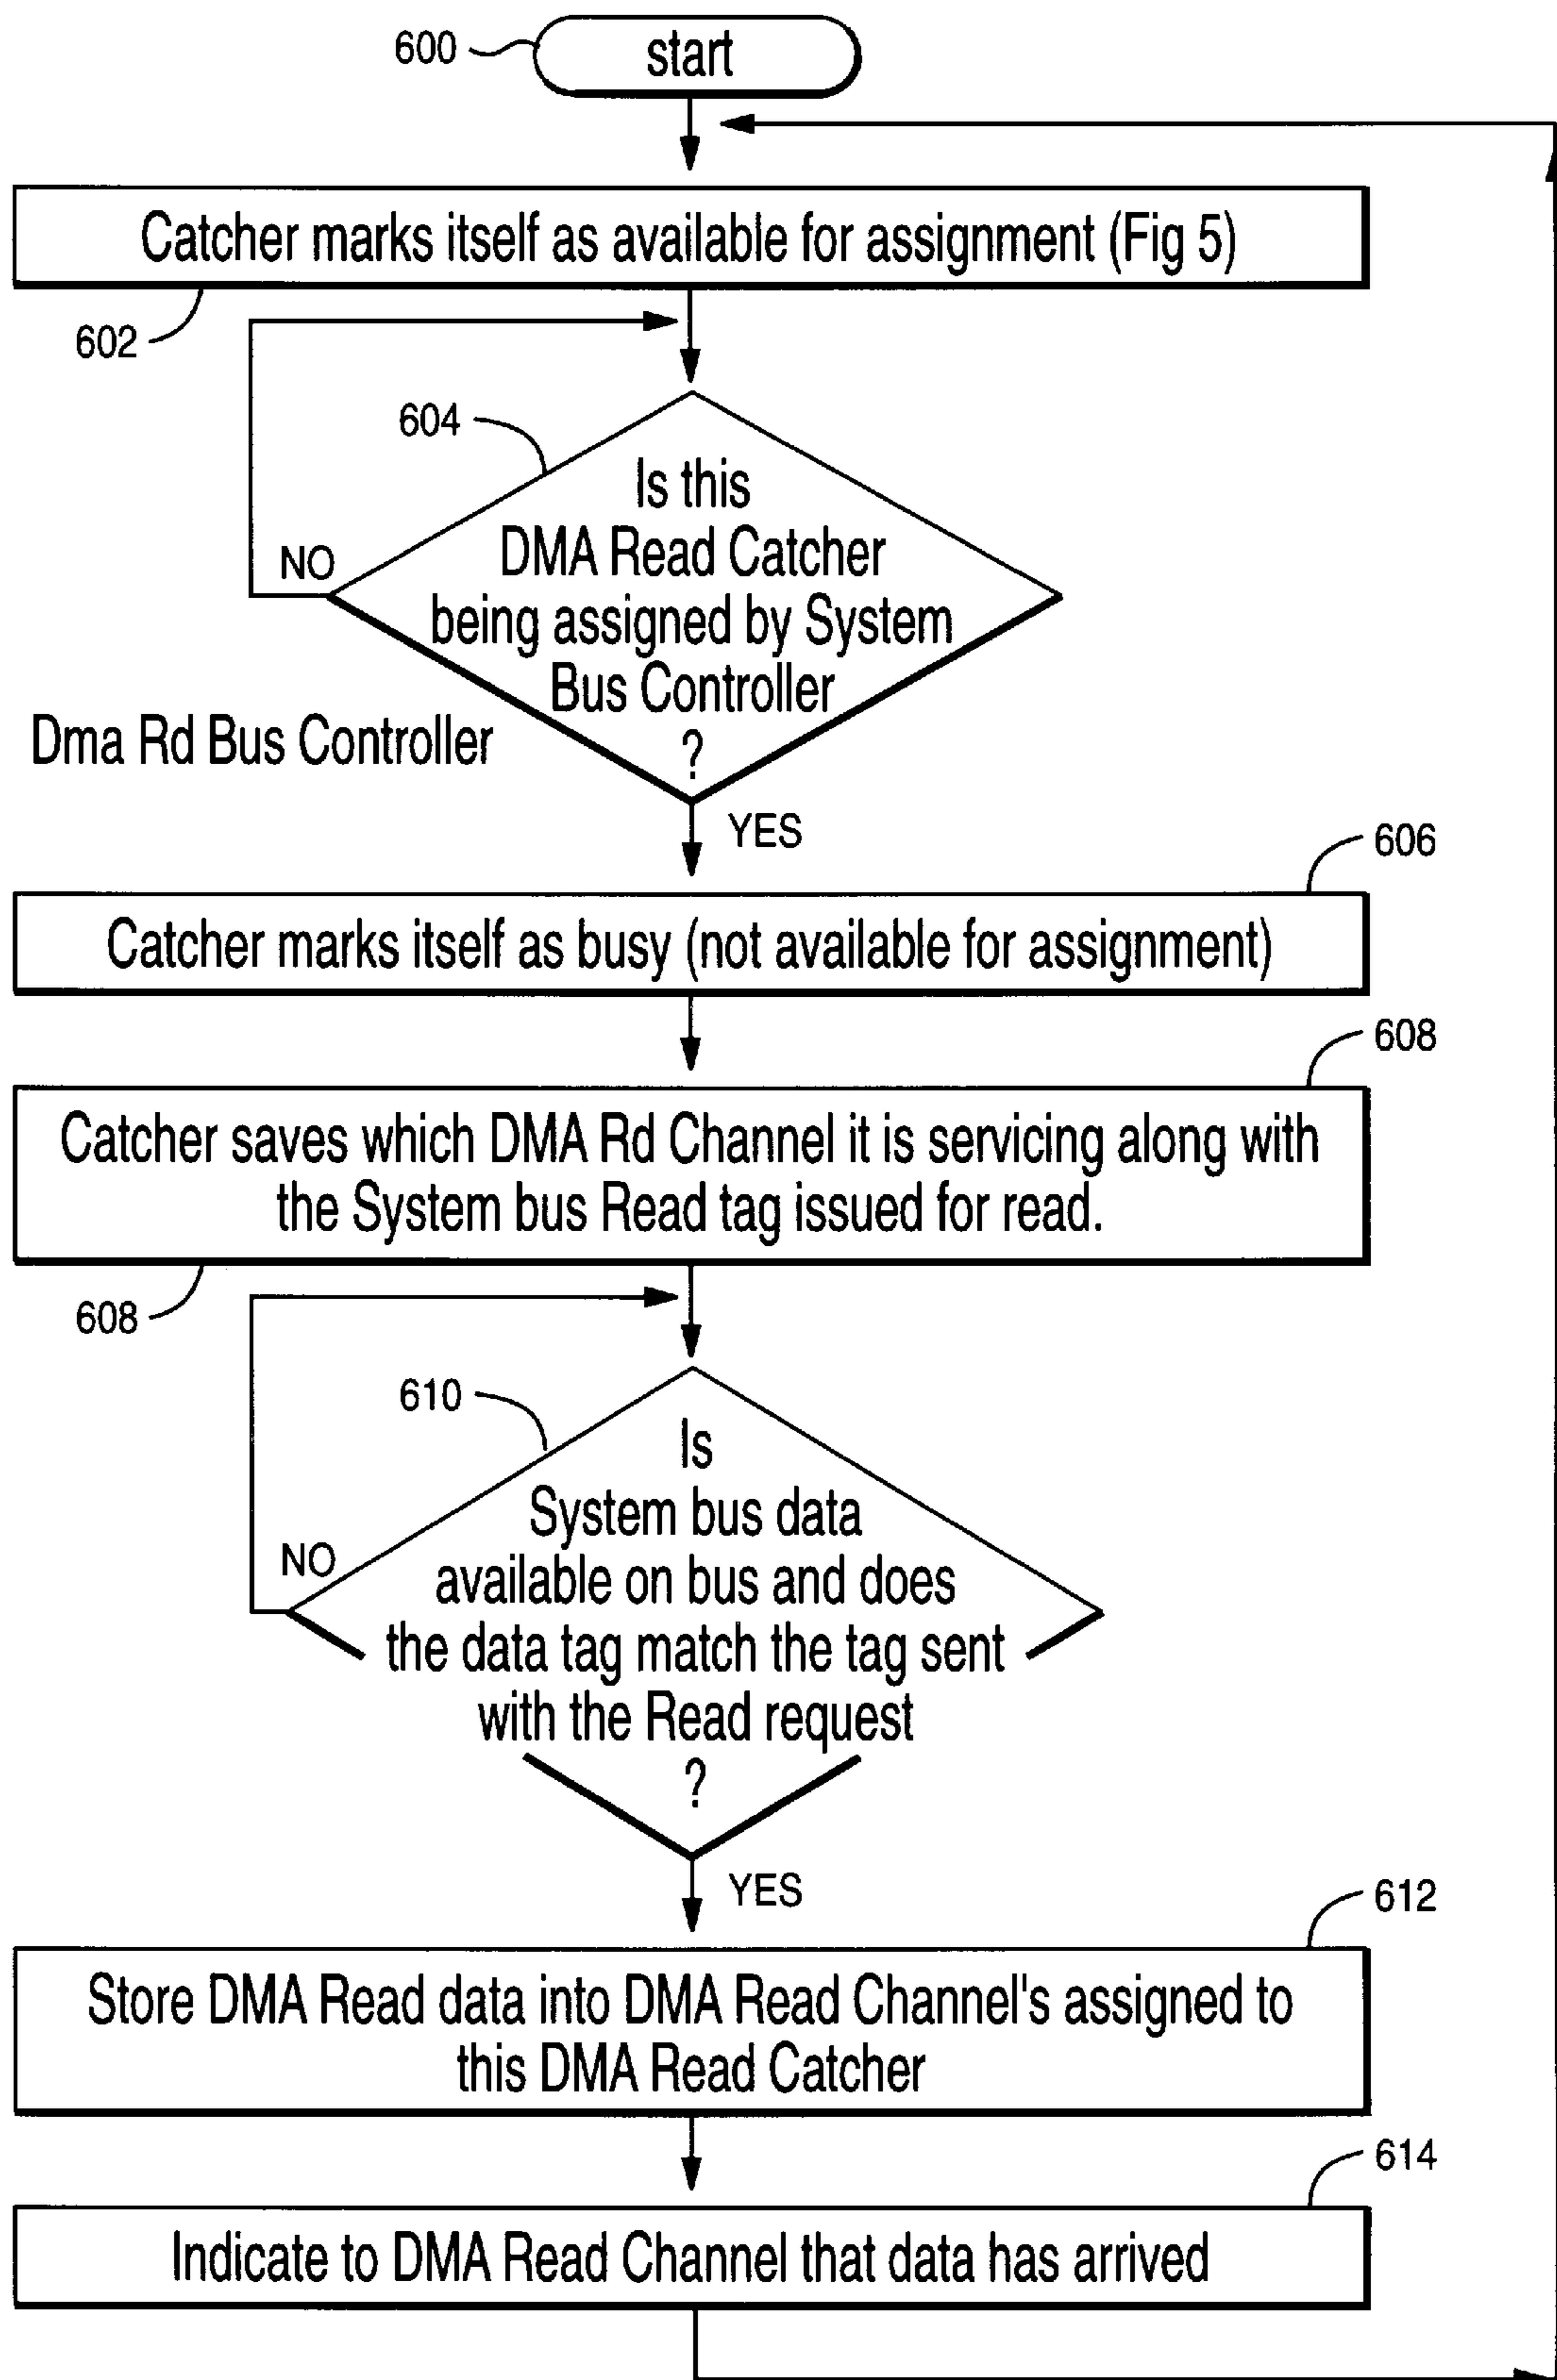 600
start
Catcher marks itself as available for assignment (Fig 5)
602
604
Is this
DMA Read Catcher
being assigned by System
Bus Controller
?
NO
Dma Rd Bus Controller
YES
606
Catcher marks itself as busy (not available for assignment)
608
Catcher saves which DMA Rd Channel it is servicing along with
the System bus Read tag issued for read.
608
610
Is
System bus data
available on bus and does
the data tag match the tag sent
with the Read request
?
NO
YES
612
Store DMA Read data into DMA Read Channel's assigned to
this DMA Read Catcher
614
Indicate to DMA Read Channel that data has arrived